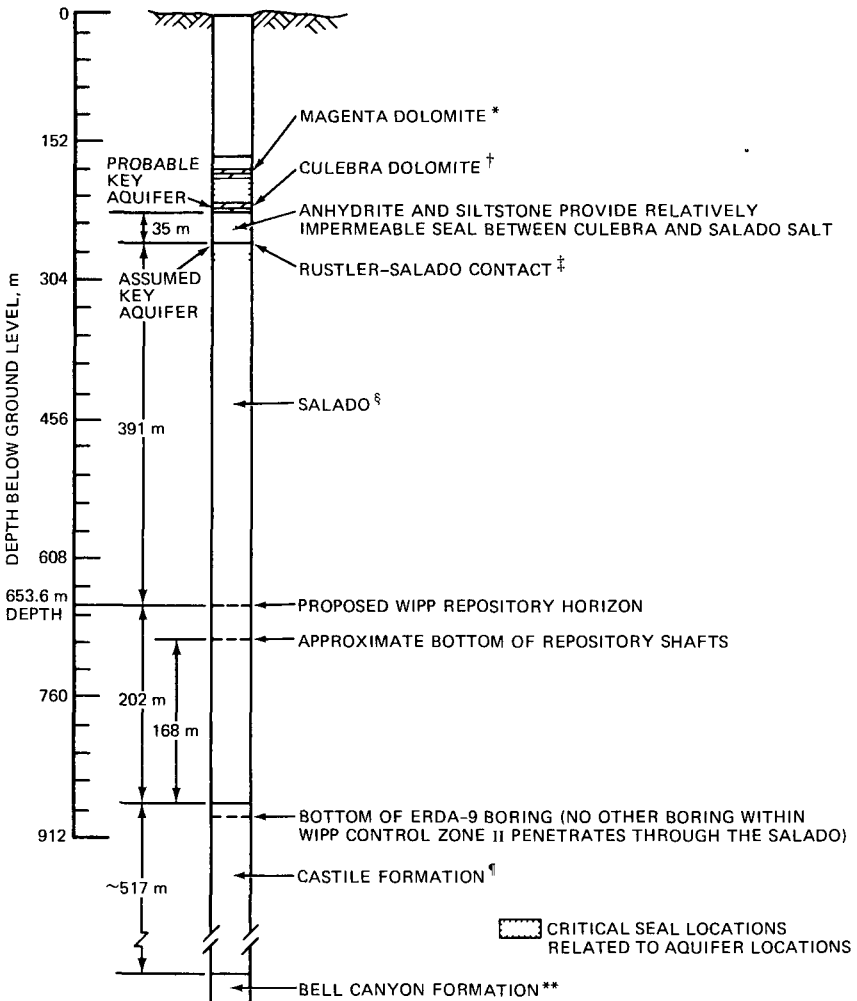 0
MAGENTA DOLOMITE *
152
CULEBRA DOLOMITE †
PROBABLE
KEY
AQUIFER
ANHYDRITE AND SILTSTONE PROVIDE RELATIVELY
IMPERMEABLE SEAL BETWEEN CULEBRA AND SALADO SALT
35 m
RUSTLER-SALADO CONTACT ‡
304
ASSUMED
KEY
AQUIFER
DEPTH BELOW GROUND LEVEL, m
SALADO §
456
391 m
608
653.6 m
DEPTH
PROPOSED WIPP REPOSITORY HORIZON
APPROXIMATE BOTTOM OF REPOSITORY SHAFTS
760
202 m
168 m
BOTTOM OF ERDA-9 BORING (NO OTHER BORING WITHIN
WIPP CONTROL ZONE II PENETRATES THROUGH THE SALADO)
912
CASTILE FORMATION ¶
~517 m
CRITICAL SEAL LOCATIONS
RELATED TO AQUIFER LOCATIONS
BELL CANYON FORMATION **